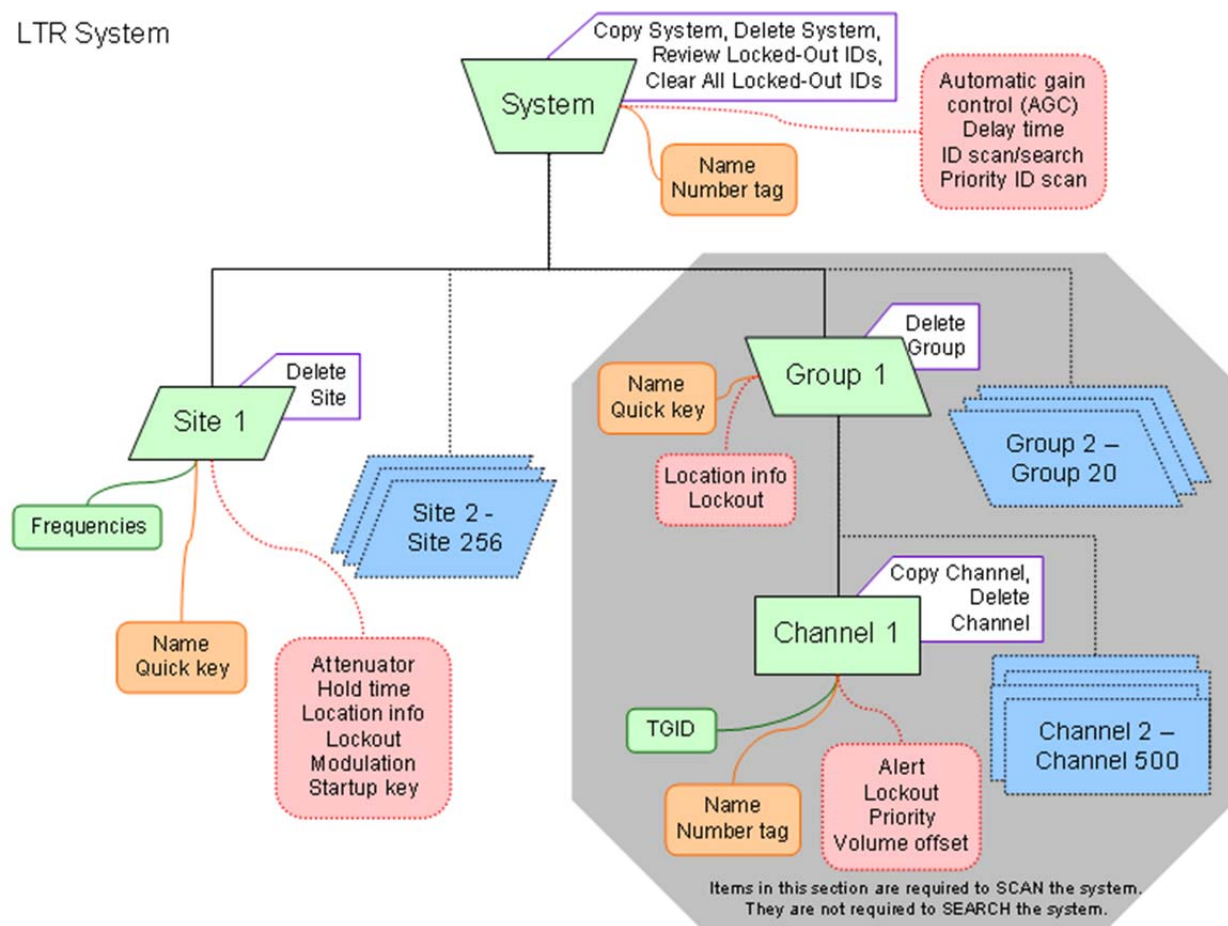 LTR System
Copy System, Delete System,
Review Locked-Out IDs,
Clear All Locked-Out IDs
System
Automatic gain
control (AGC)
Delay time
ID scan/search
Priority ID scan
Name
Number tag
Delete
Site
Site 1
Frequencies
Name
Quick key
Attenuator
Hold time
Location info
Lockout
Modulation
Startup key
Site 2 -
Site 256
Delete
Group
Group 1
Name
Quick key
Location info
Lockout
Group 2 –
Group 20
Copy Channel,
Delete
Channel
Channel 1
TGID
Name
Number tag
Alert
Lockout
Priority
Volume offset
Channel 2 –
Channel 500
Items in this section are required to SCAN the system.
They are not required to SEARCH the system.